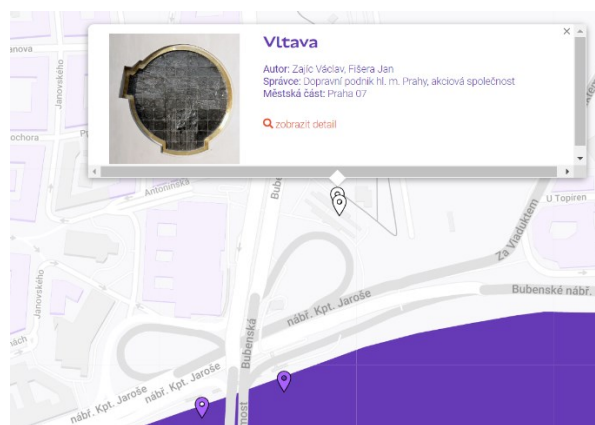 Vltava
×
Autor: Zajíc Václav, Fišera Jan
Správce: Dopravní podnik hl. m. Prahy, akciová společnost
Městská část: Praha 07
zobrazit detail
Janovského
Antonínská
U Topíren
Za Viaduktem
Janovského
nábř. Kpt. Jaroše
Bubenské nábř.
Bubenská
nábř. Kpt. Jaroše
nábř. Kpt. Jaroše
most